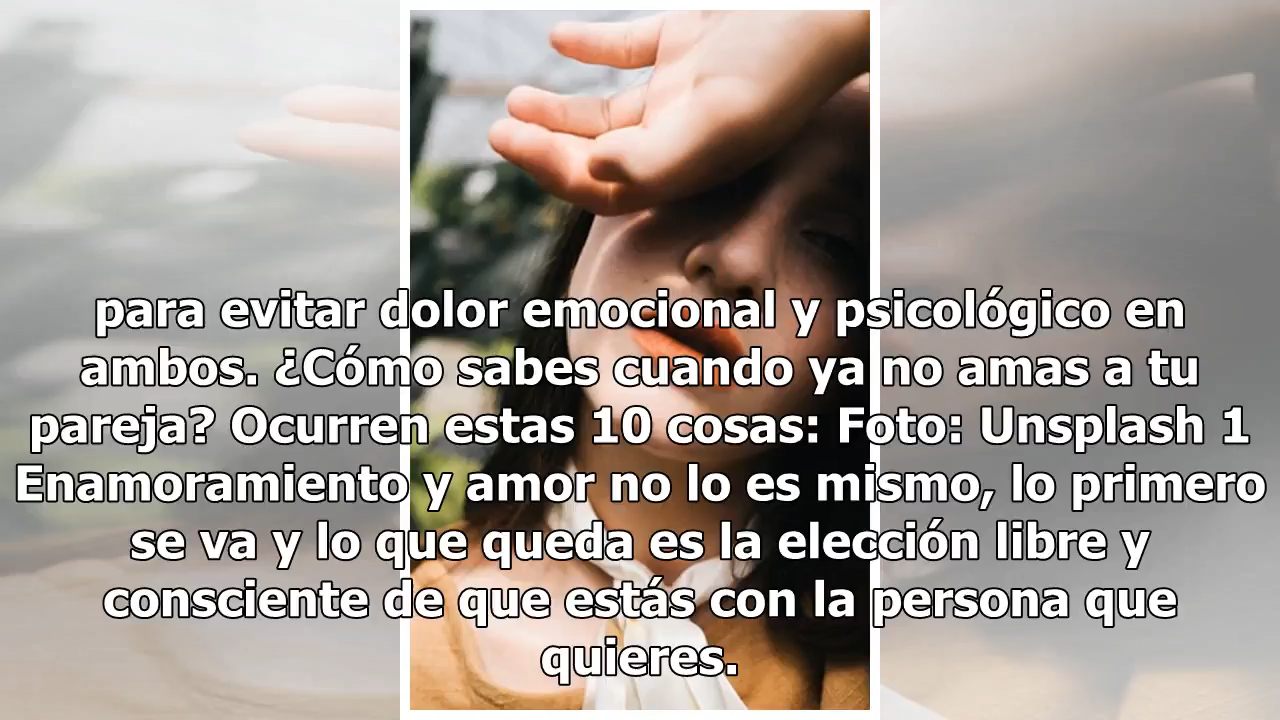 para evitar dolor emocional y psicológico en
ambos. ¿Cómo sabes cuando ya no amas a tu
pareja? Ocurren estas 10 cosas: Foto: Unsplash 1
Enamoramiento y amor no lo es mismo, lo primero
se va y lo que queda es la elección libre y
consciente de que estás con la persona que
quieres.